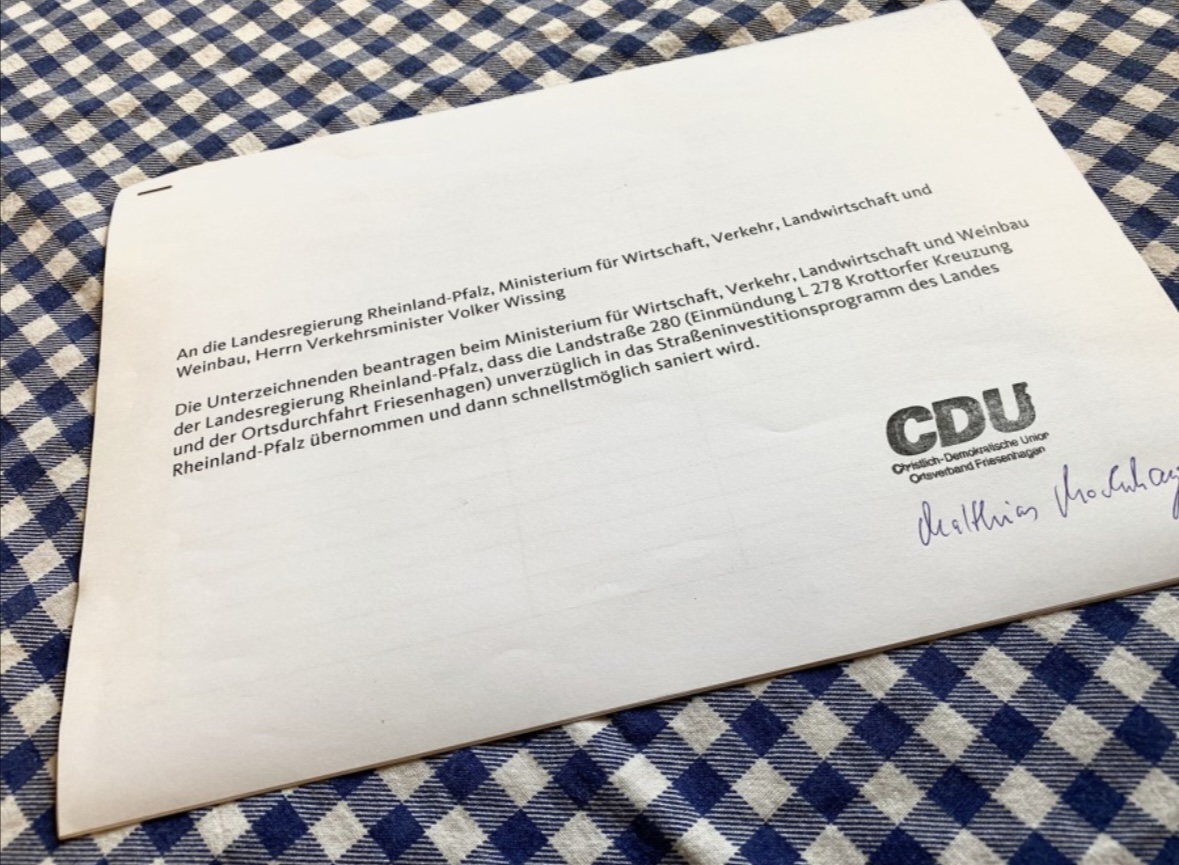 An die Landesregierung Rheinland-Pfalz, Ministerium für Wirtschaft, Verkehr, Landwirtschaft und
Weinbau, Herrn Verkehrsminister Volker Wissing
Die Unterzeichnenden beantragen beim Ministerium für Wirtschaft, Verkehr, Landwirtschaft und Weinbau
der Landesregierung Rheinland-Pfalz, dass die Landstraße 280 (Einmündung L 278 Krottorfer Kreuzung
und der Ortsdurchfahrt Friesenhagen) unverzüglich in das Straßeninvestitionsprogramm des Landes
Rheinland-Pfalz übernommen und dann schnellstmöglich saniert wird.
CDU
Christlich-Demokratische Union
Ortsverband Friesenhagen
Matthias